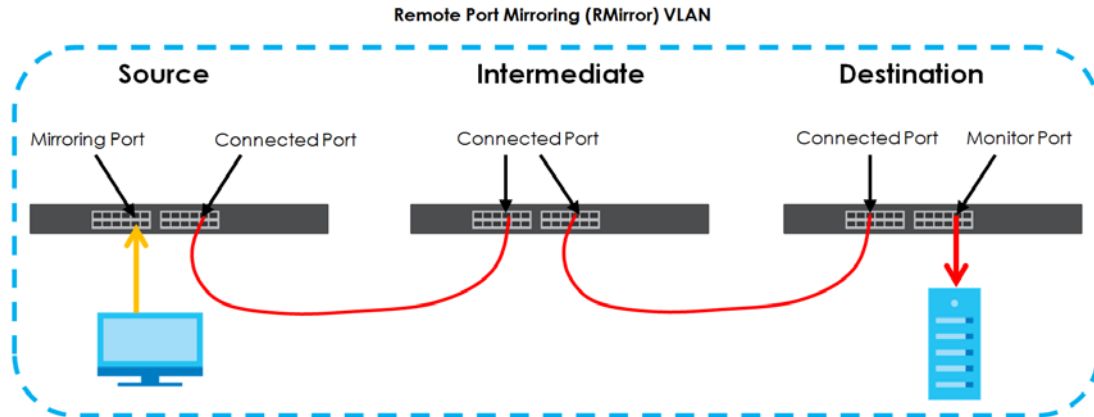 Remote Port Mirroring (RMirror) VLAN
Source
Intermediate
Destination
Mirroring Port
Connected Port
Connected Port
Connected Port
Monitor Port